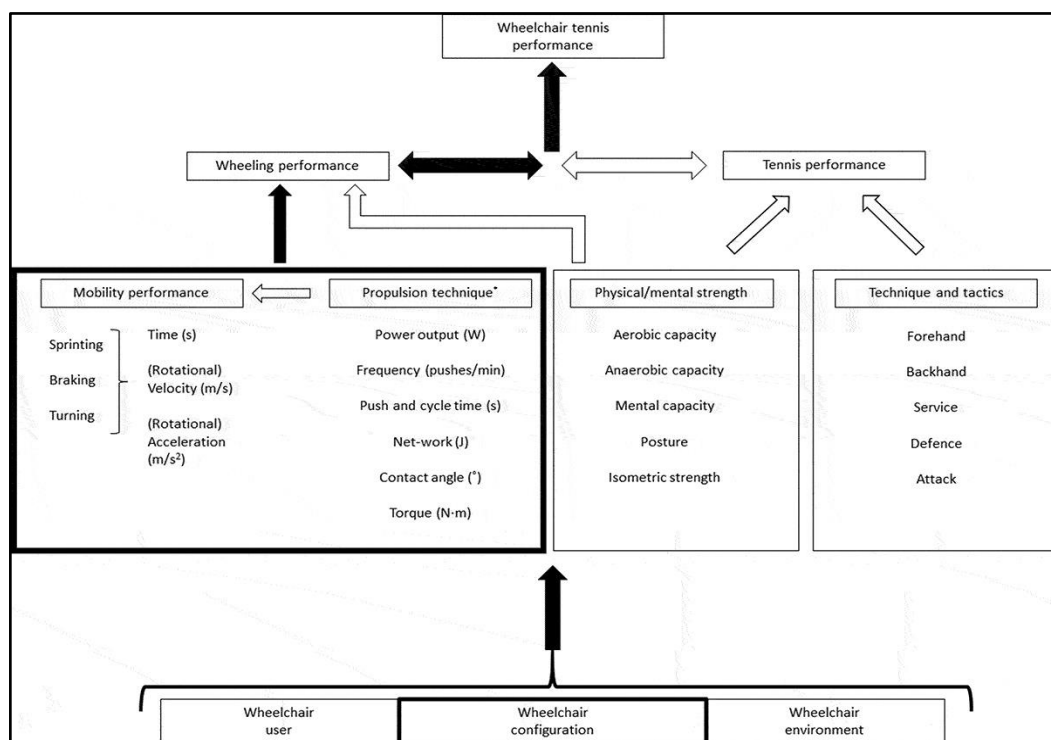 Wheelchair tennis
performance
Wheeling performance
Tennis performance
Mobility performance
Propulsion technique*
Physical/mental strength
Technique and tactics
Sprinting
Braking
Turning
Time (s)
(Rotational)
Velocity (m/s)
(Rotational)
Acceleration
(m/s²)
Power output (W)
Frequency (pushes/min)
Push and cycle time (s)
Net-work (J)
Contact angle (°)
Torque (N·m)
Aerobic capacity
Anaerobic capacity
Mental capacity
Posture
Isometric strength
Forehand
Backhand
Service
Defence
Attack
Wheelchair
user
Wheelchair
configuration
Wheelchair
environment